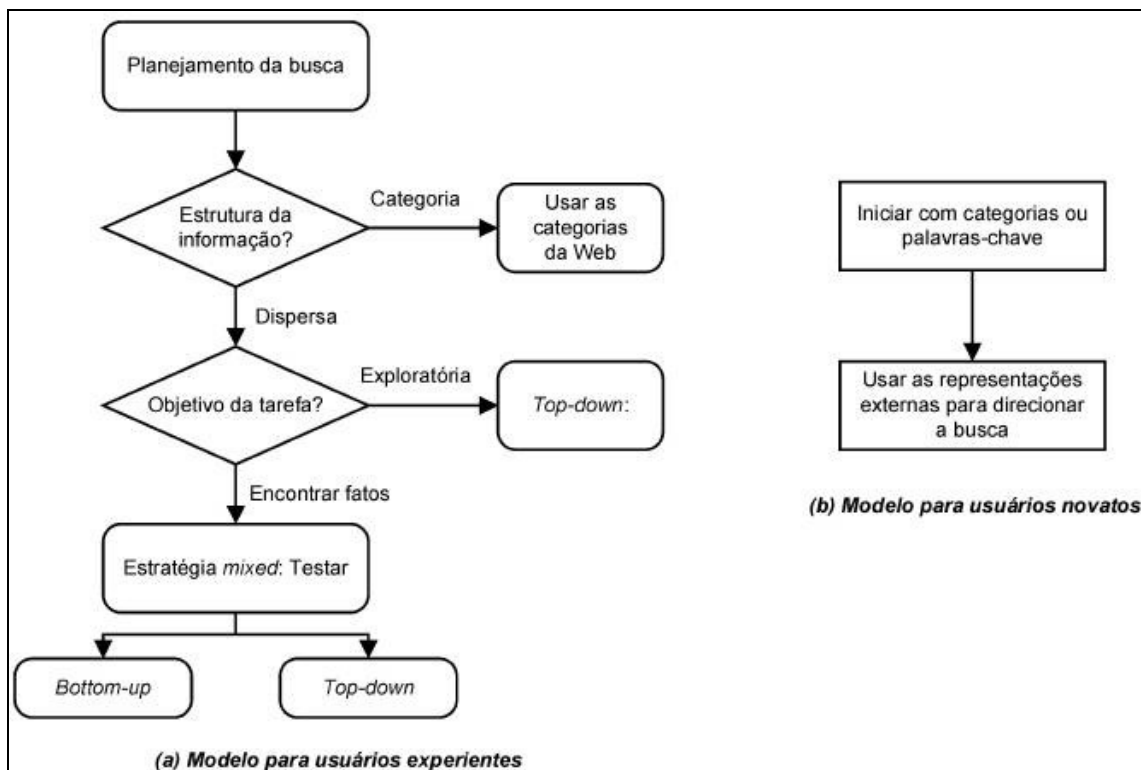 Planejamento da busca
Estrutura da
informação?
Categoria
Usar as
categorias
da Web
Dispersa
Objetivo da tarefa?
Exploratória
Top-down:
Encontrar fatos
Estratégia mixed: Testar
Bottom-up
Top-down
(a) Modelo para usuários experientes
Iniciar com categorias ou
palavras-chave
Usar as representações
externas para direcionar
a busca
(b) Modelo para usuários novatos